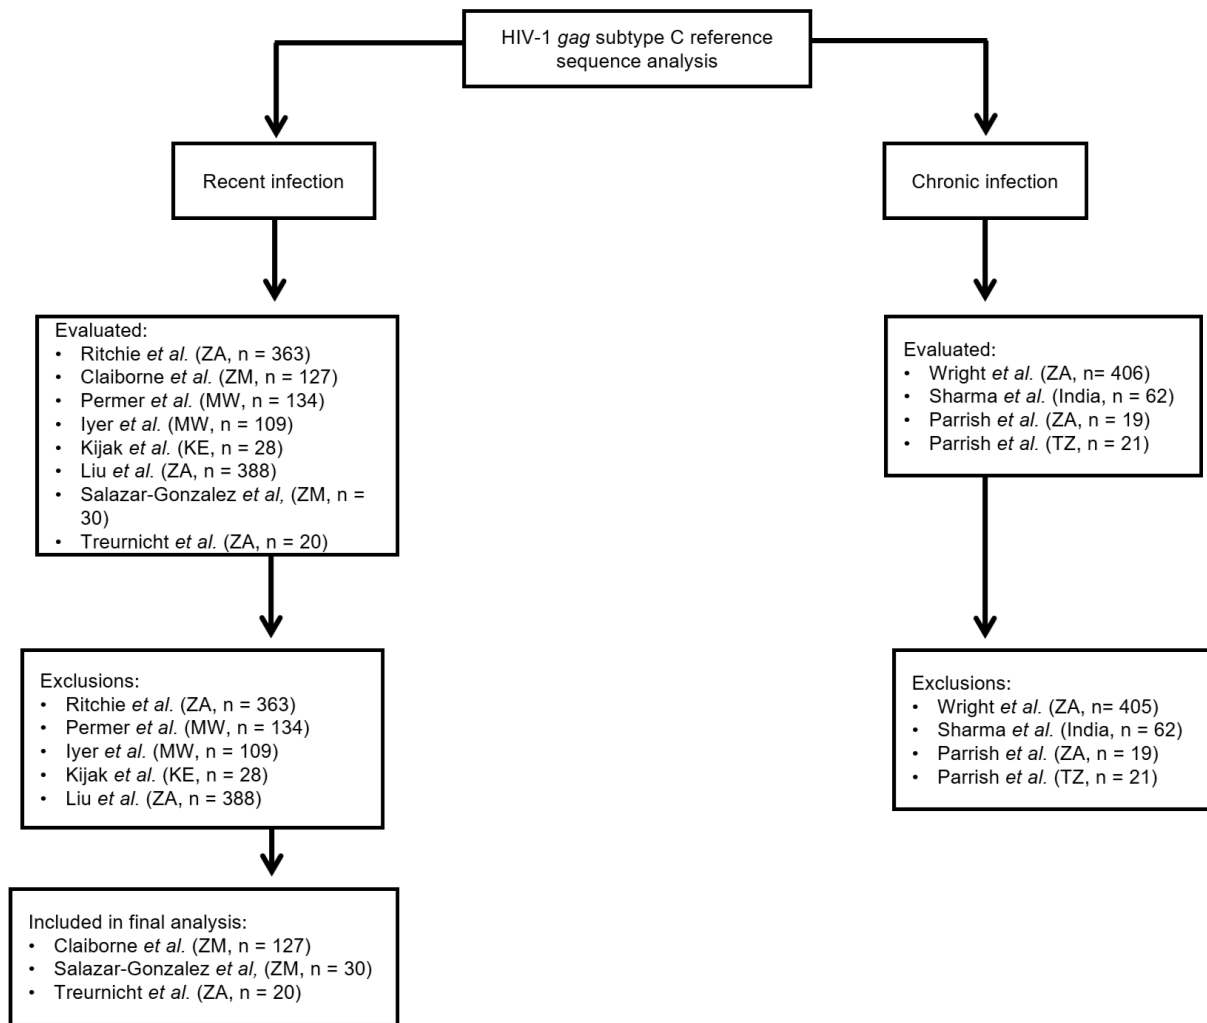 HIV-1 gag subtype C reference
sequence analysis
Recent infection
Chronic infection
Evaluated:
• Ritchie et al. (ZA, n = 363)
• Claiborne et al. (ZM, n = 127)
• Permer et al. (MW, n = 134)
• Iyer et al. (MW, n = 109)
• Kijak et al. (KE, n = 28)
• Liu et al. (ZA, n = 388)
• Salazar-Gonzalez et al, (ZM, n =
30)
• Treurnicht et al. (ZA, n = 20)
Evaluated:
• Wright et al. (ZA, n= 406)
• Sharma et al. (India, n = 62)
• Parrish et al. (ZA, n = 19)
• Parrish et al. (TZ, n = 21)
Exclusions:
• Ritchie et al. (ZA, n = 363)
• Permer et al. (MW, n = 134)
• Iyer et al. (MW, n = 109)
• Kijak et al. (KE, n = 28)
• Liu et al. (ZA, n = 388)
Exclusions:
• Wright et al. (ZA, n= 405)
• Sharma et al. (India, n = 62)
• Parrish et al. (ZA, n = 19)
• Parrish et al. (TZ, n = 21)
Included in final analysis:
• Claiborne et al. (ZM, n = 127)
• Salazar-Gonzalez et al, (ZM, n = 30)
• Treurnicht et al. (ZA, n = 20)